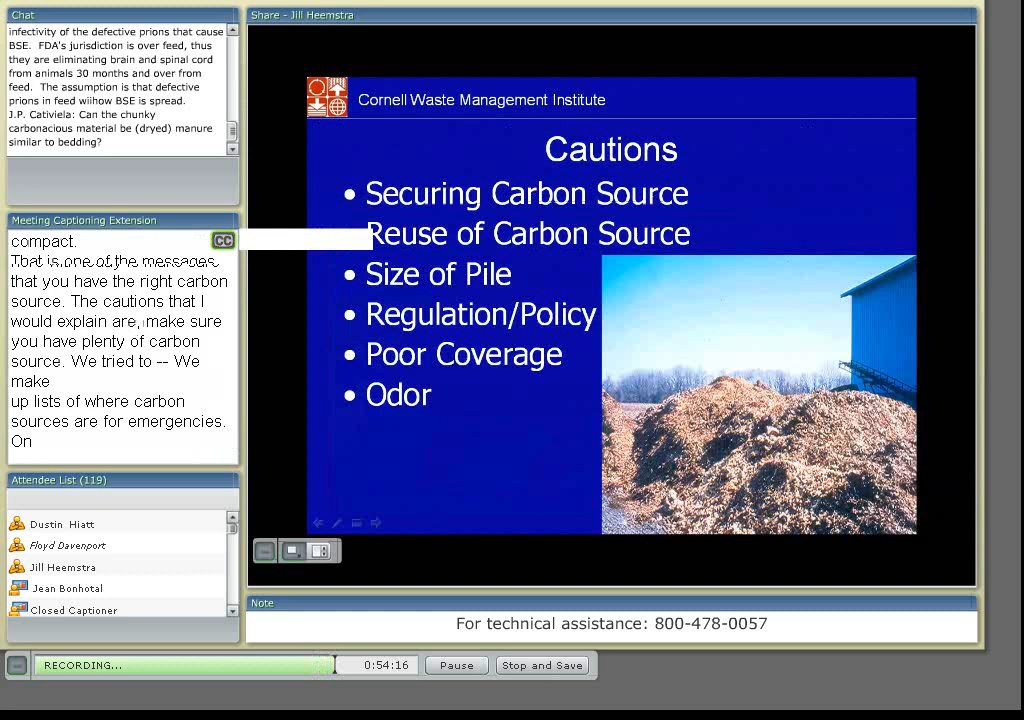 Chat
infectivity of the defective prions that cause
BSE. FDA's jurisdiction is over feed, thus
they are eliminating brain and spinal cord
from animals 30 months and over from
feed. The assumption is that defective
prions in feed wiihow BSE is spread.
J.P. Cativiela: Can the chunky
carbonacious material be (dryed) manure
similar to bedding?
Meeting Captioning Extension
compact.
CC
That is one of the messages
that you have the right carbon
source. The cautions that I
would explain are, make sure
you have plenty of carbon
source. We tried to -- We
make
up lists of where carbon
sources are for emergencies.
On
Attendee List (119)
Dustin Hiatt
Floyd Davenport
Jill Heemstra
Jean Bonhotal
Closed Captioner
Share - Jill Heemstra
Cornell Waste Management Institute
Cautions
• Securing Carbon Source
Reuse of Carbon Source
• Size of Pile
• Regulation/Policy
• Poor Coverage
• Odor
Note
For technical assistance: 800-478-0057
RECORDING...
0:54:16
Pause
Stop and Save